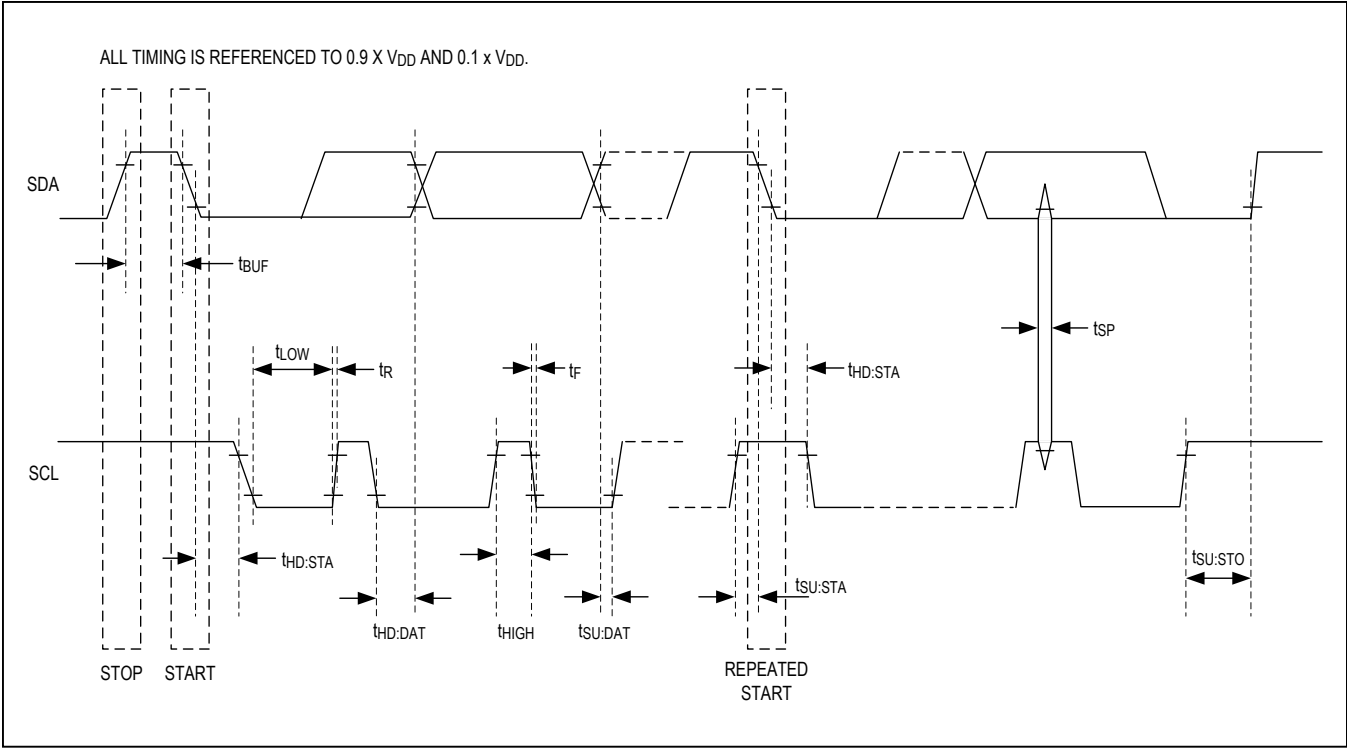 ALL TIMING IS REFERENCED TO 0.9 X VDD AND 0.1 x VDD.
SDA
tBUF
tSP
tLOW
tR
tF
tHD:STA
SCL
tHD:STA
tSU:STO
tSU:STA
tHD:DAT
tHIGH
tSU:DAT
STOP
START
REPEATED
START